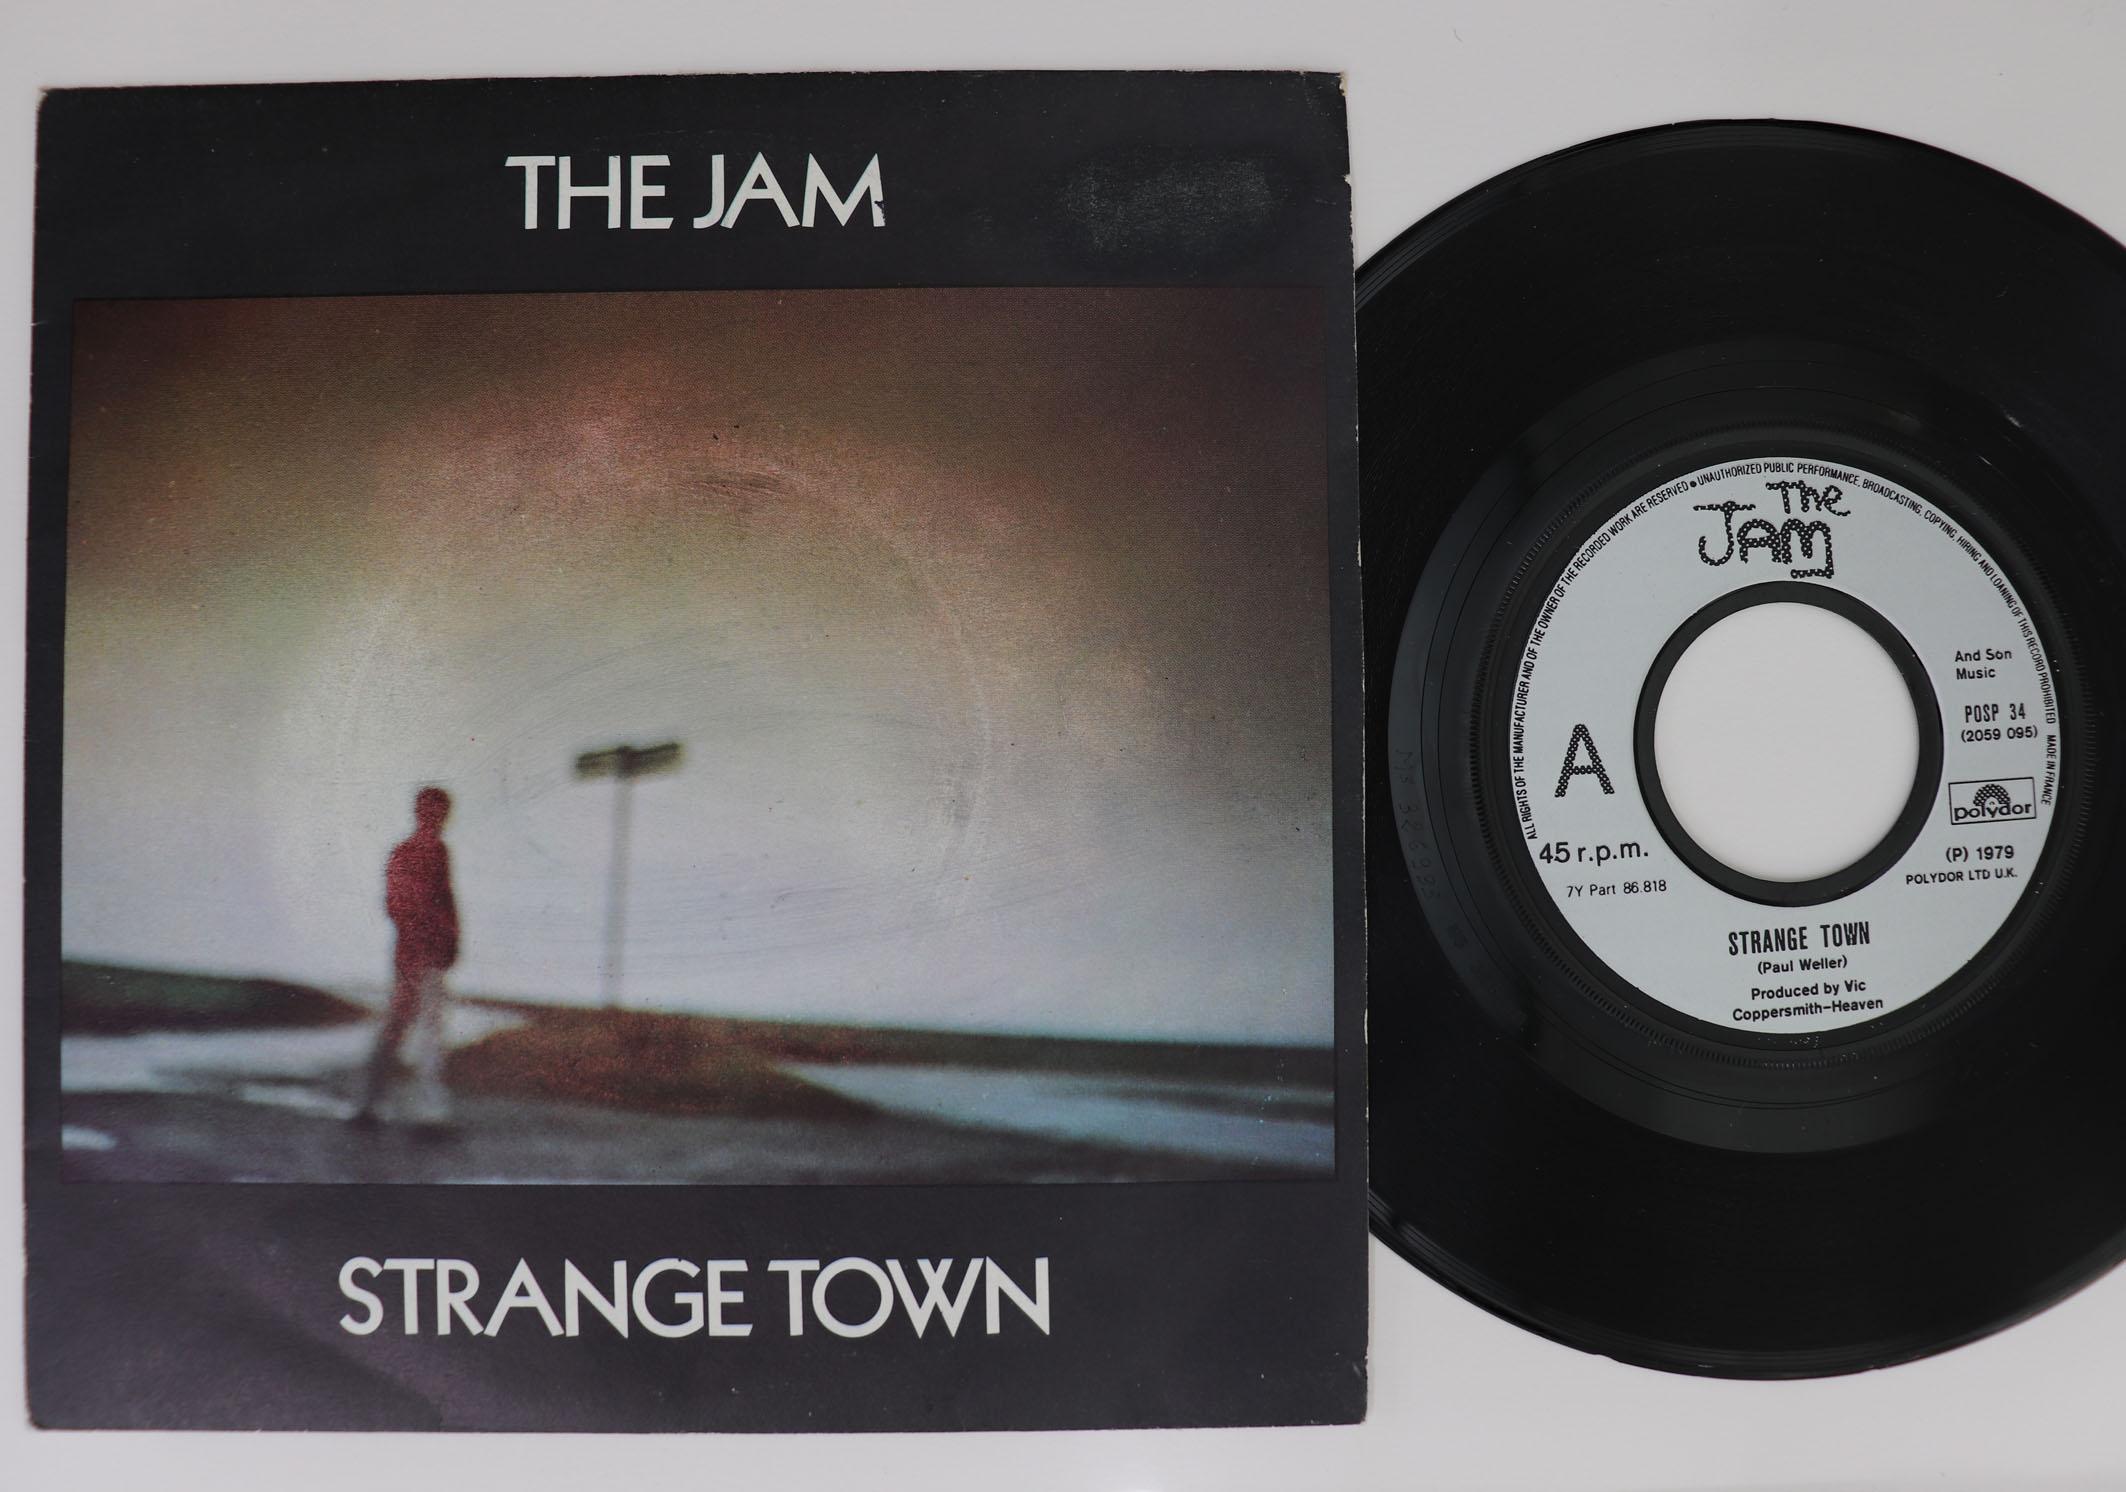 THE JAM
STRANGE TOWN
ALL RIGHTS OF THE MANUFACTURER AND OF THE OWNER OF THE RECORDED WORK ARE RESERVED ● UNAUTHORIZED PUBLIC PERFORMANCE, BROADCASTING, COPYING, HIRING AND LOANING OF THIS RECORD PROHIBITED MADE IN FRANCE
The
JAM
And Son
Music
POSP 34
(2059 095)
A
polydor
45 r.p.m.
(P) 1979
POLYDOR LTD U.K.
7Y Part 86.818
STRANGE TOWN
(Paul Weller)
Produced by Vic
Coppersmith-Heaven